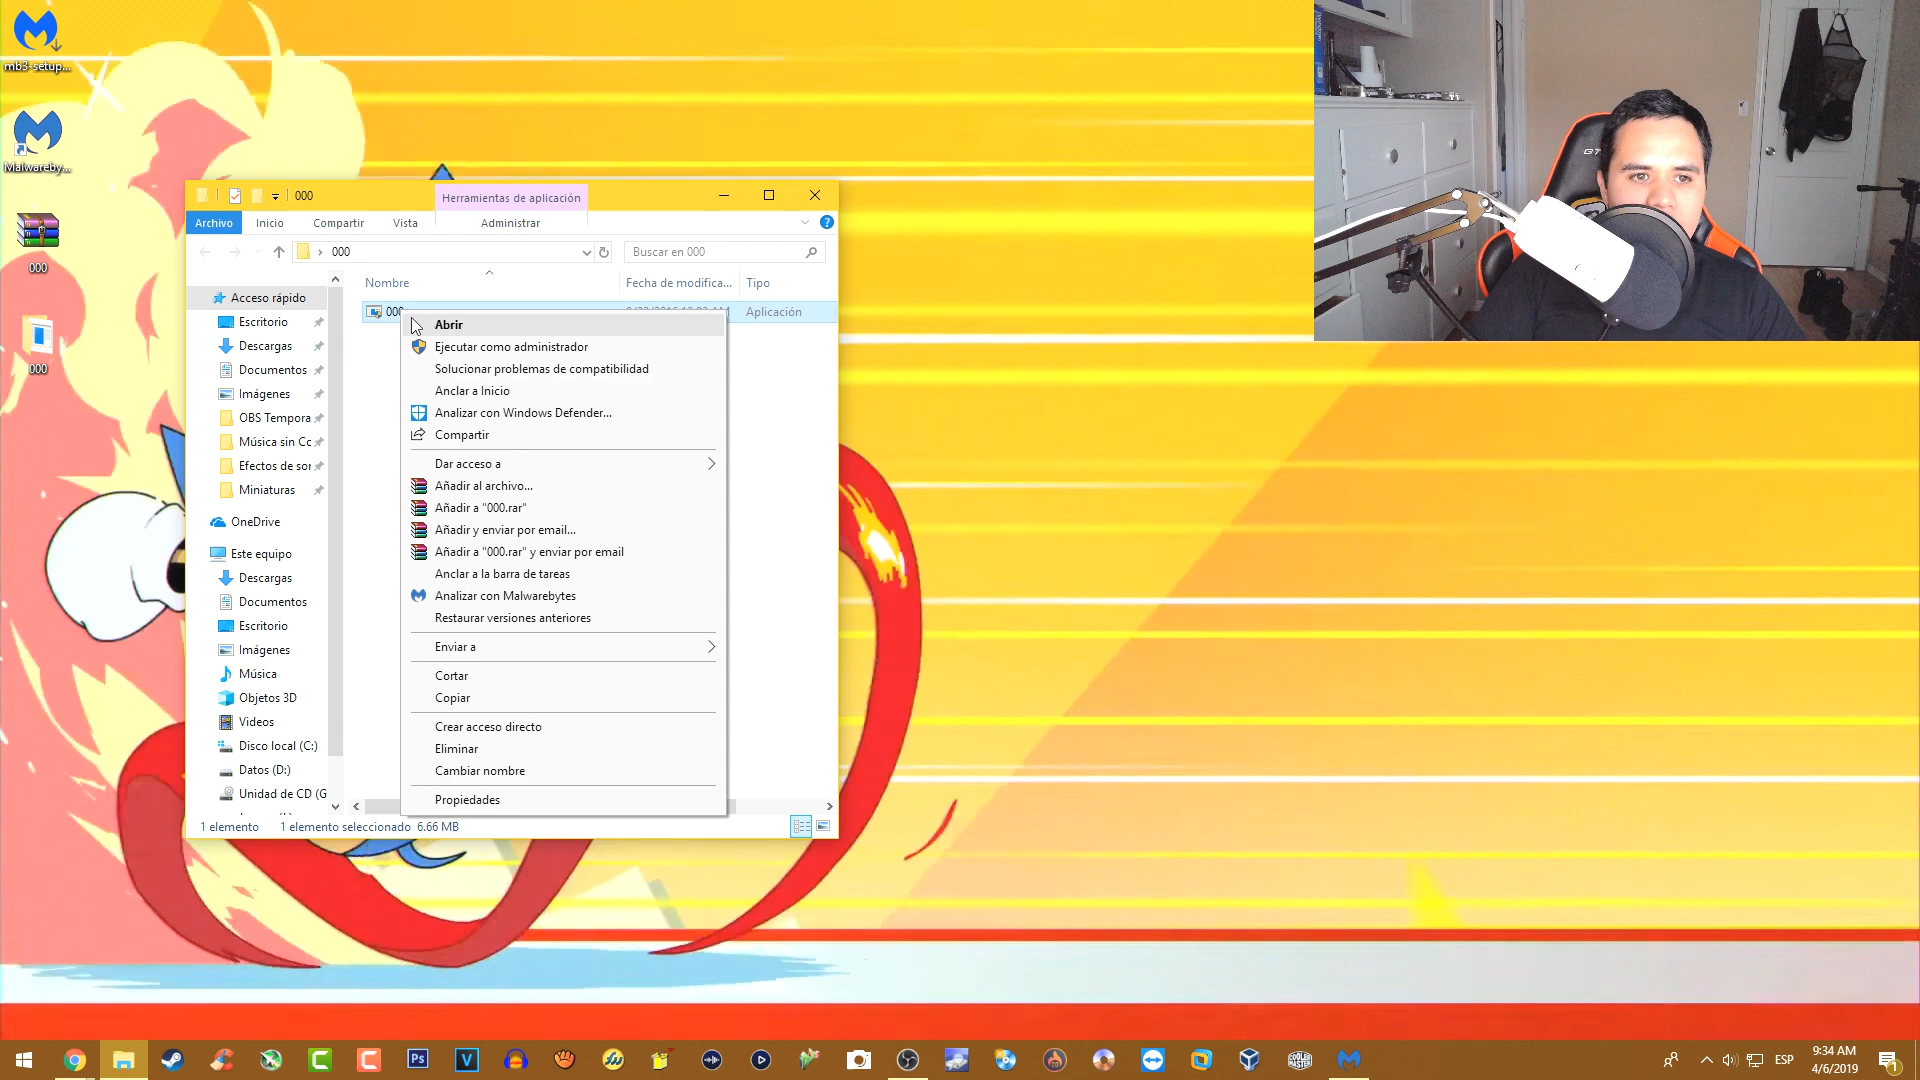 mb3-setup...
Malwareby...
000
000
000
Herramientas de aplicación
Archivo
Inicio
Compartir
Vista
Administrar
000
Buscar en 000
Nombre
Fecha de modifica...
Tipo
000
Aplicación
Acceso rápido
Escritorio
Descargas
Documentos
Imágenes
OBS Tempora
Música sin Cc
Efectos de sor
Miniaturas
OneDrive
Este equipo
Descargas
Documentos
Escritorio
Imágenes
Música
Objetos 3D
Videos
Disco local (C:)
Datos (D:)
Unidad de CD (G
Abrir
Ejecutar como administrador
Solucionar problemas de compatibilidad
Anclar a Inicio
Analizar con Windows Defender...
Compartir
Dar acceso a
Añadir al archivo...
Añadir a "000.rar"
Añadir y enviar por email...
Añadir a "000.rar" y enviar por email
Anclar a la barra de tareas
Analizar con Malwarebytes
Restaurar versiones anteriores
Enviar a
Cortar
Copiar
Crear acceso directo
Eliminar
Cambiar nombre
Propiedades
1 elemento
1 elemento seleccionado 6.66 MB
Ps
V
COOLER MASTER
ESP
9:34 AM
4/6/2019
1